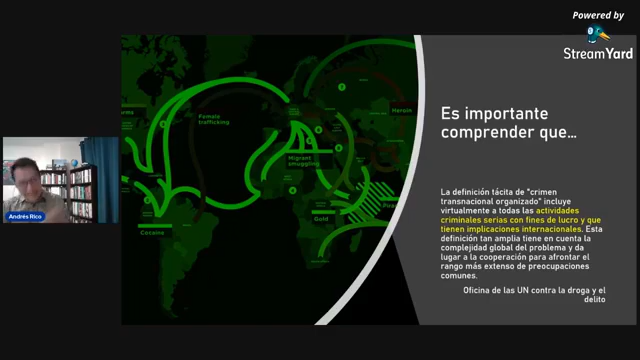 Powered by
StreamYard
Es importante
comprender que...
Female
trafficking
Heroin
Migrant
smuggling
Gold
Cocaine
Andrés Rico
La definición tácita de "crimen
transnacional organizado" incluye
virtualmente a todas las actividades
criminales serias con fines de lucro y que
tienen implicaciones internacionales. Esta
definición tan amplia tiene en cuenta la
complejidad global del problema y da
lugar a la cooperación para afrontar el
rango más extenso de preocupaciones
comunes.
Oficina de las UN contra la droga y el
delito